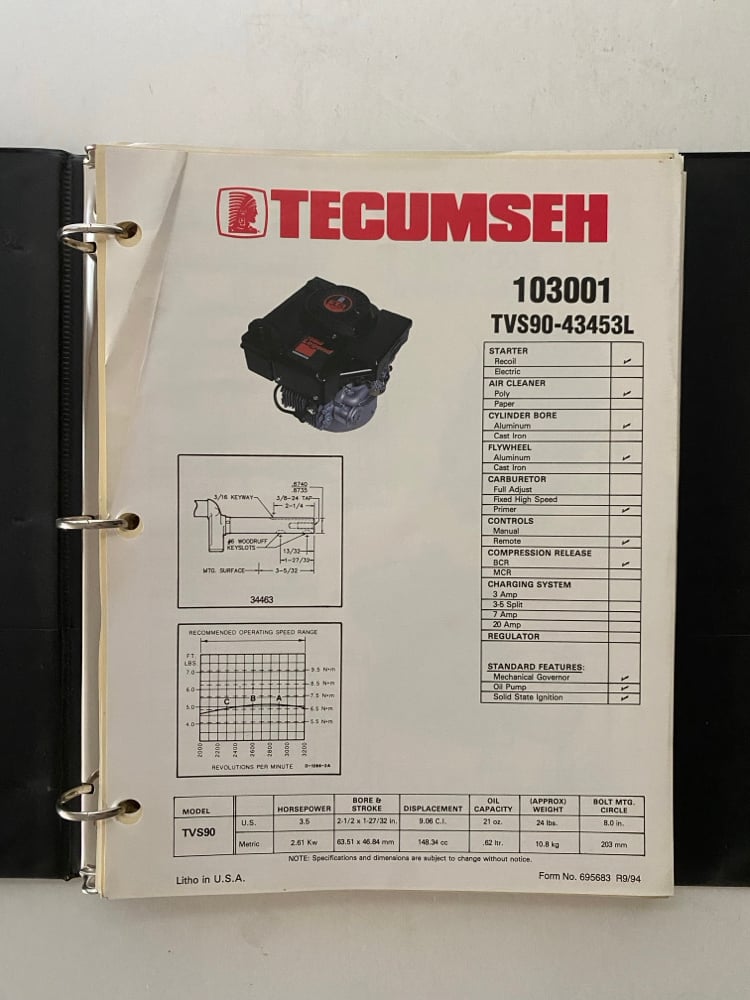 TECUMSEH
103001
TVS90-43453L
STARTER
Recoil ✓
Electric
AIR CLEANER
Poly ✓
Paper
CYLINDER BORE
Aluminum ✓
Cast Iron
FLYWHEEL
Aluminum ✓
Cast Iron
CARBURETOR
Full Adjust
Fixed High Speed
Primer ✓
CONTROLS
Manual
Remote ✓
COMPRESSION RELEASE
BCR ✓
MCR
CHARGING SYSTEM
3 Amp
3-5 Split
7 Amp
20 Amp
REGULATOR
STANDARD FEATURES:
Mechanical Governor ✓
Oil Pump ✓
Solid State Ignition ✓
.8740
.8735
3/16 KEYWAY
3/8-24 TAP
2-1/4
#6 WOODRUFF
KEYSLOTS
13/32
1-27/32
MTG. SURFACE
3-5/32
34463
RECOMMENDED OPERATING SPEED RANGE
FT.
LBS.
7.0
6.0
5.0
4.0
9.5 N•m
8.5 N•m
7.5 N•m
6.5 N•m
5.5 N•m
C B A
2000 2200 2400 2600 2800 3000 3200
REVOLUTIONS PER MINUTE
MODEL HORSEPOWER BORE & STROKE DISPLACEMENT OIL CAPACITY (APPROX) WEIGHT BOLT MTG. CIRCLE
TVS90 U.S. 3.5 2-1/2 x 1-27/32 in. 9.06 C.I. 21 oz. 24 lbs. 8.0 in.
Metric 2.61 Kw 63.51 x 46.84 mm 148.34 cc .62 ltr. 10.8 kg 203 mm
NOTE: Specifications and dimensions are subject to change without notice.
Litho in U.S.A. Form No. 695683 R9/94